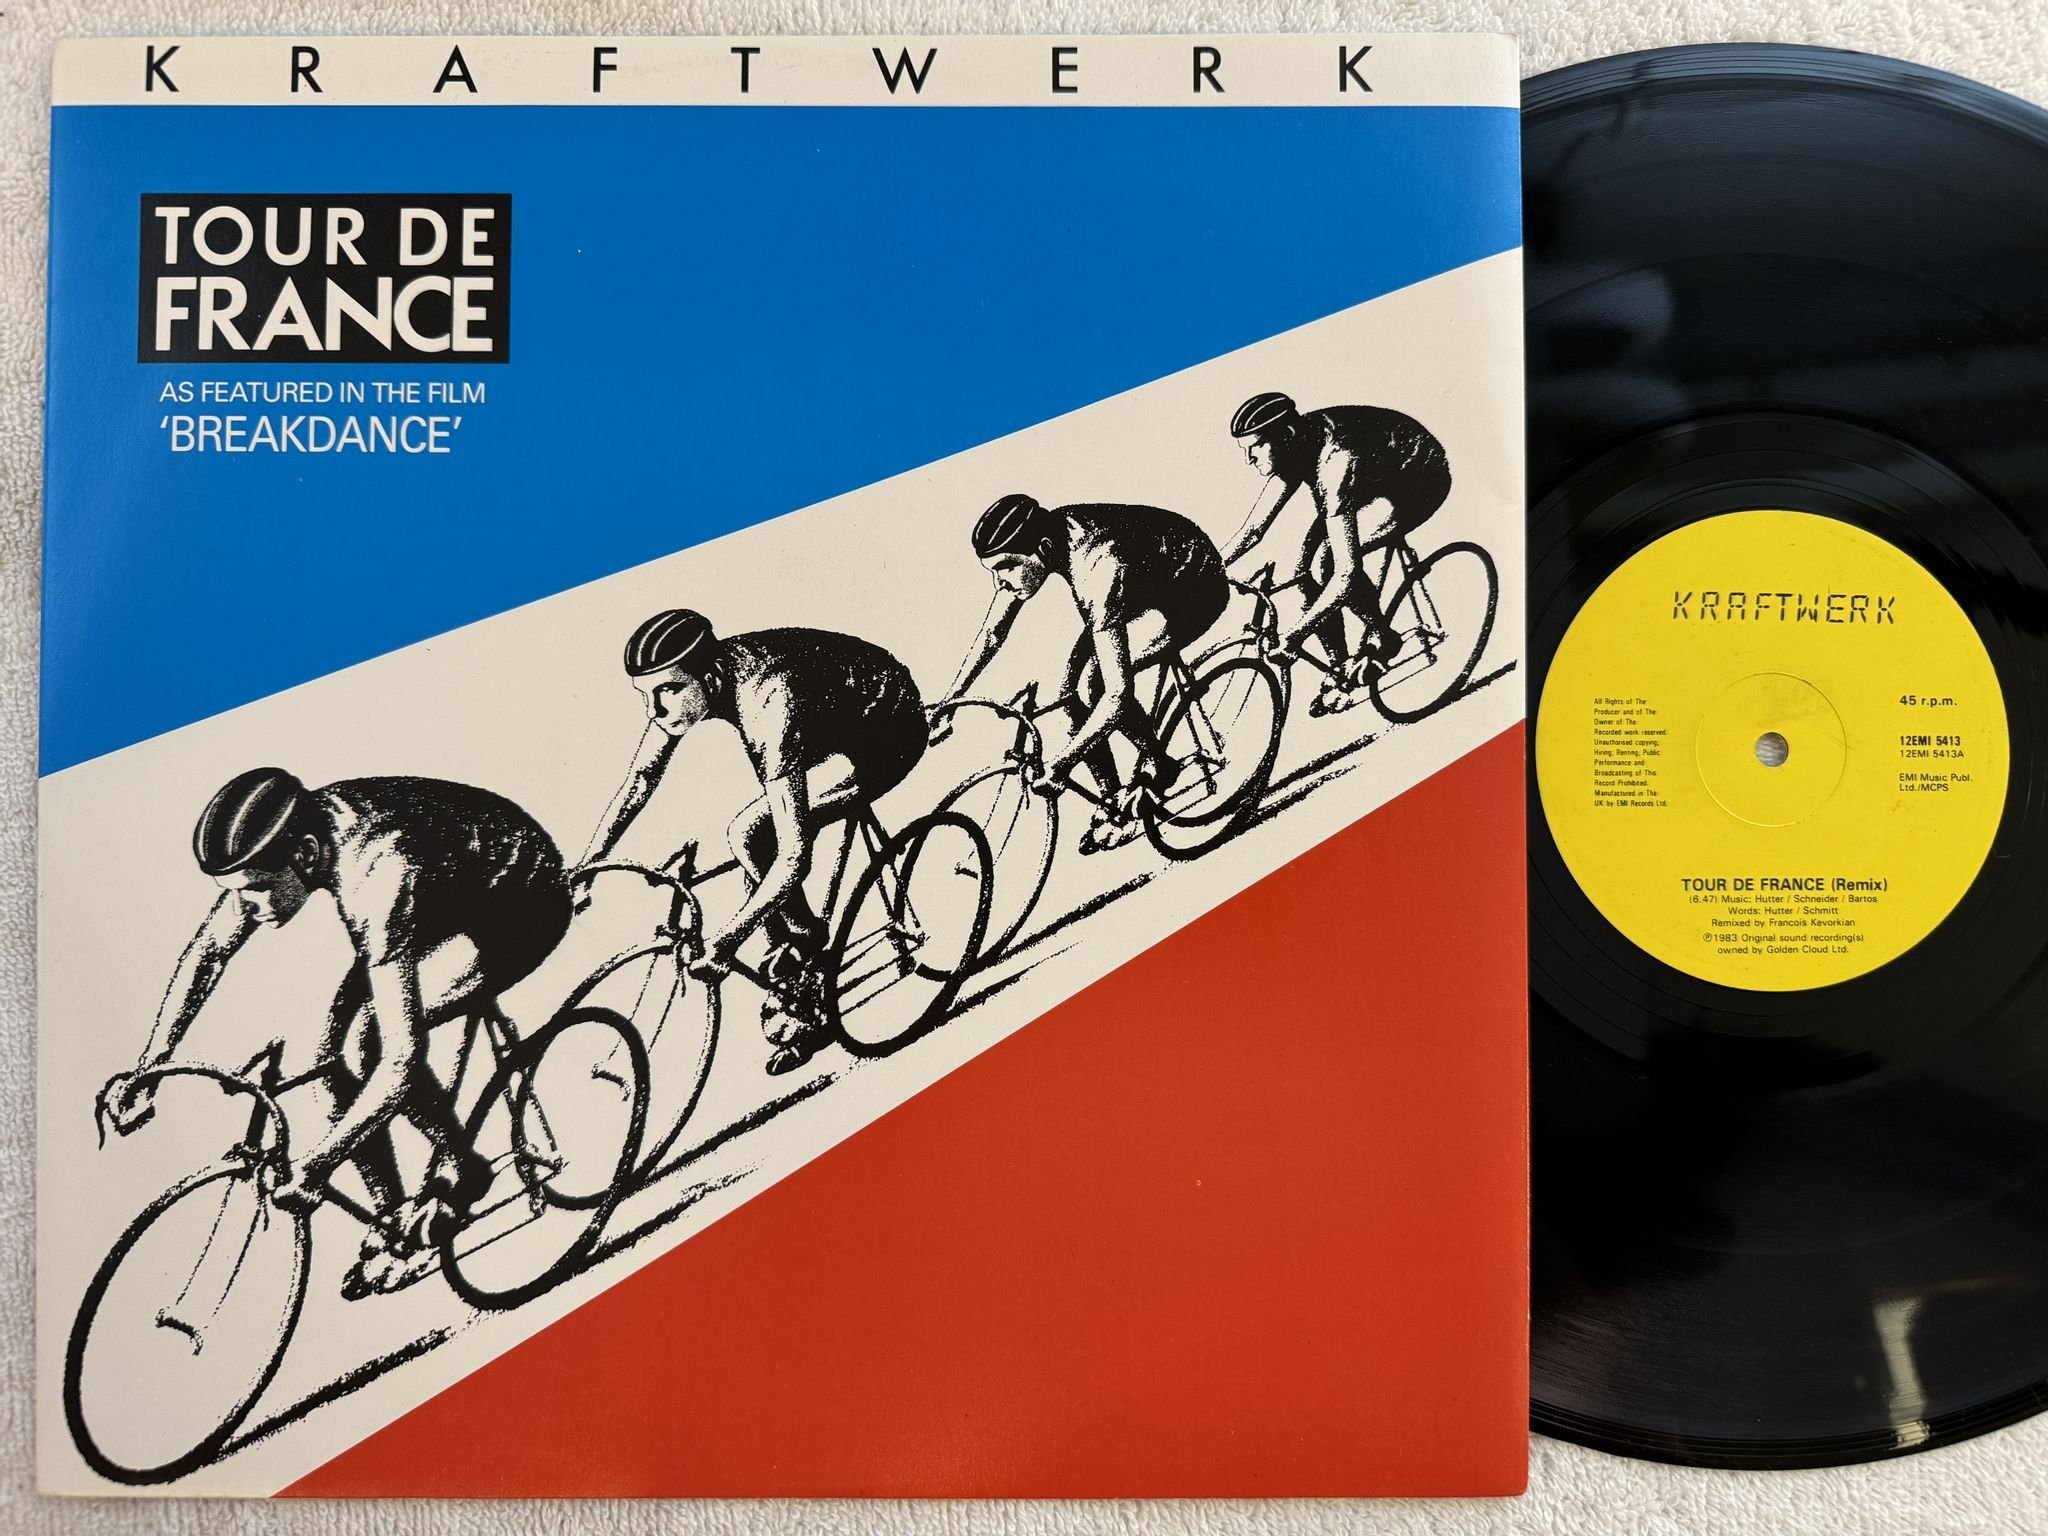 KRAFTWERK
TOUR DE
FRANCE
AS FEATURED IN THE FILM
'BREAKDANCE'
KRAFTWERK
All Rights of The
Producer and of The
Owner of The
Recorded work reserved.
Unauthorised copying;
Hiring; Renting; Public
Performance and
Broadcasting of This
Record Prohibited.
Manufactured in The
UK by EMI Records Ltd.
45 r.p.m.
12EMI 5413
12EMI 5413A
EMI Music Publ.
Ltd./MCPS
TOUR DE FRANCE (Remix)
(6.47) Music: Hutter / Schneider / Bartos
Words: Hutter / Schmitt
Remixed by Francois Kevorkian
℗1983 Original sound recording(s)
owned by Golden Cloud Ltd.